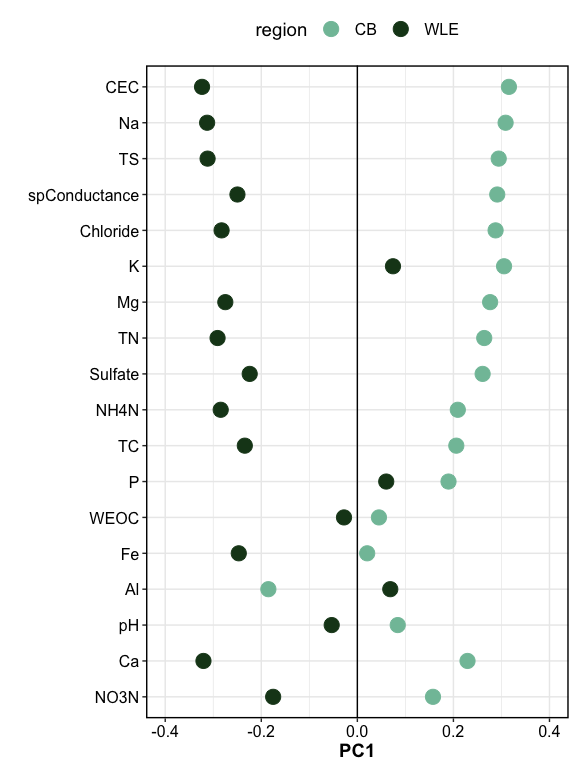 region CB WLE
CEC
Na
TS
spConductance
Chloride
K
Mg
TN
Sulfate
NH4N
TC
P
WEOC
Fe
Al
pH
Ca
NO3N
-0.4 -0.2 0.0 0.2 0.4
PC1